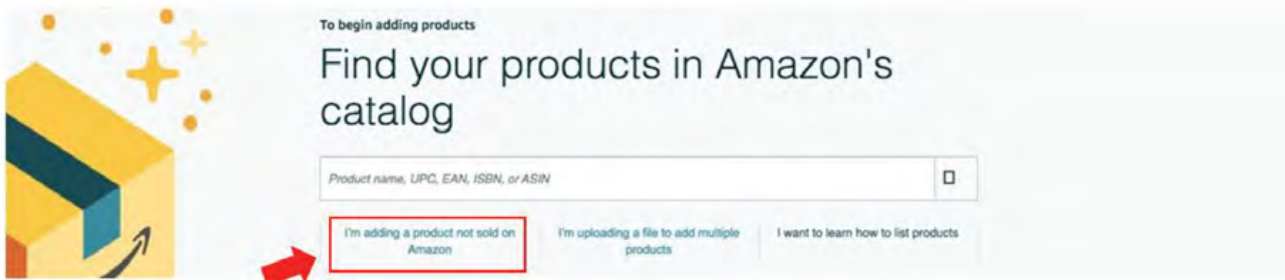 To begin adding products
Find your products in Amazon's
catalog
Product name, UPC, EAN, ISBN, or ASIN
I'm adding a product not sold on
Amazon
I'm uploading a file to add multiple
products
I want to learn how to list products